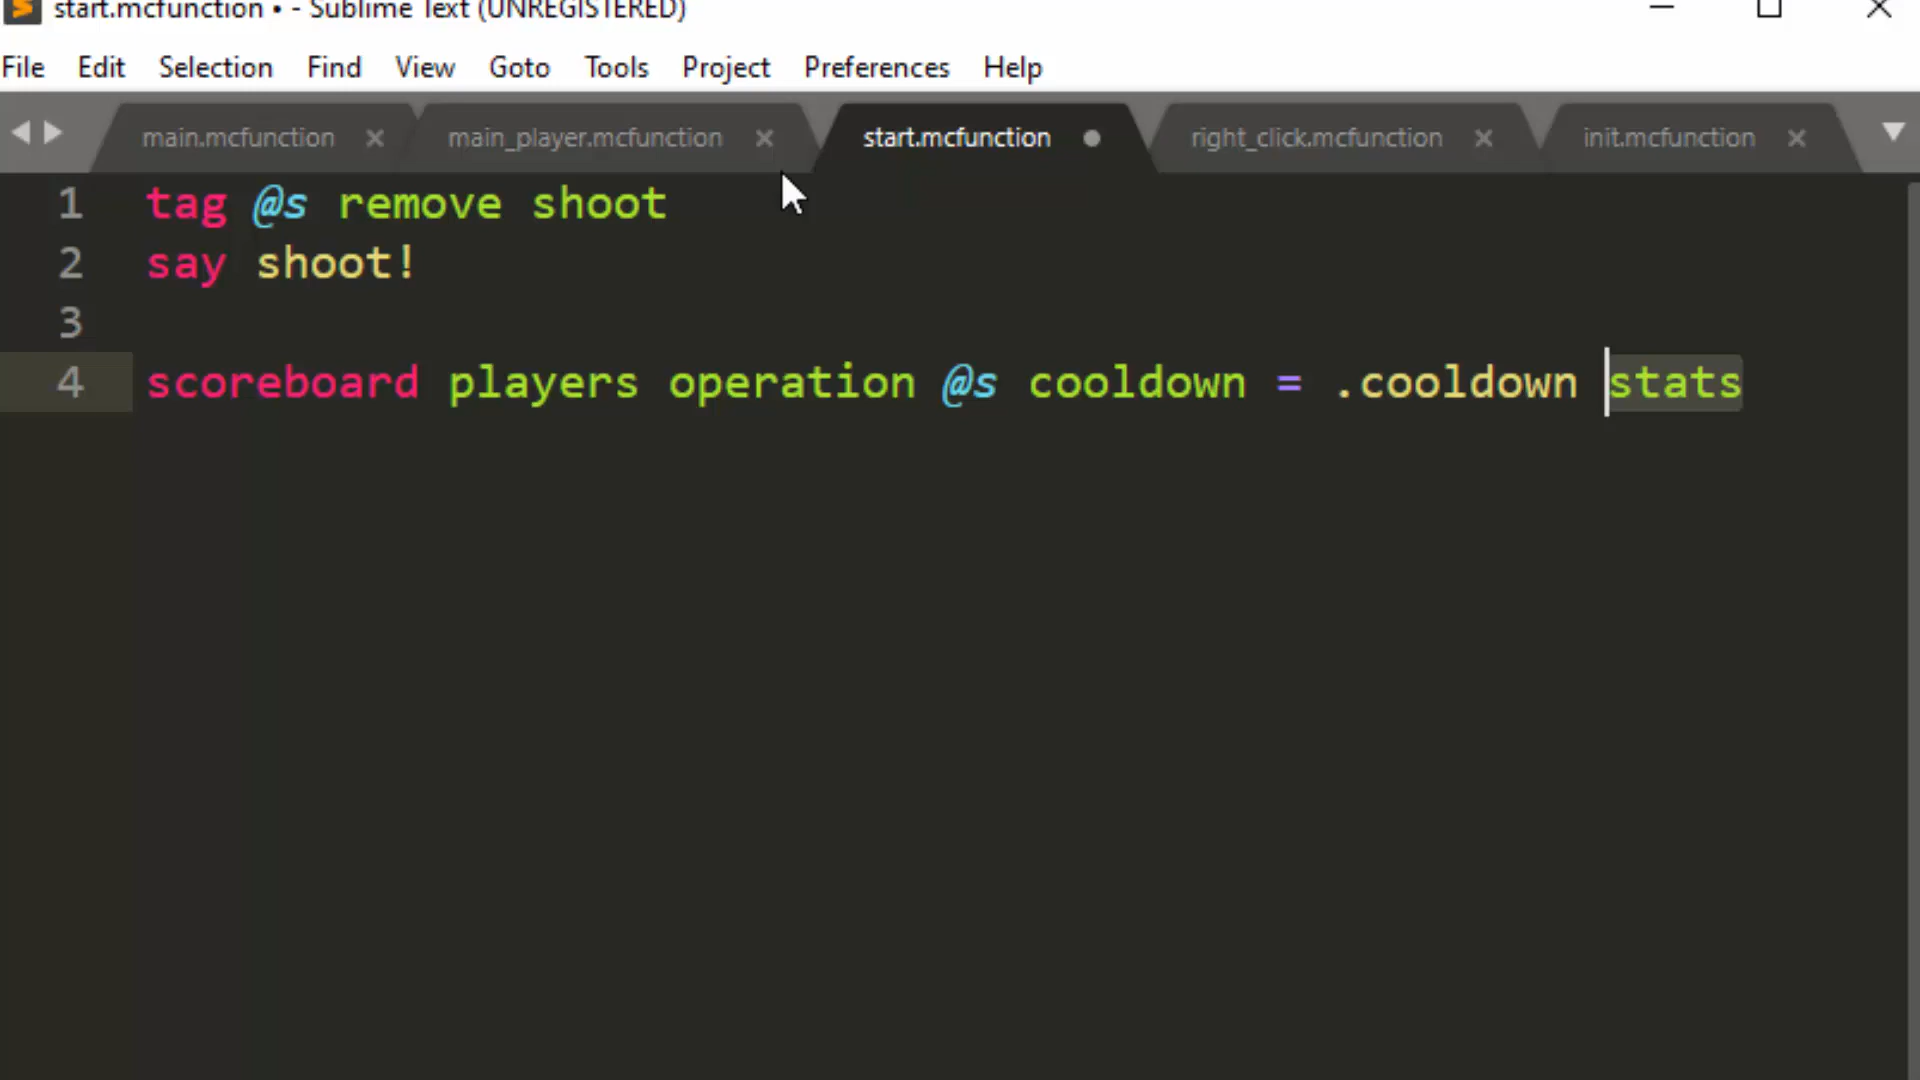 start.mcfunction • - Sublime Text (UNREGISTERED)
File Edit Selection Find View Goto Tools Project Preferences Help
main.mcfunction × main_player.mcfunction × start.mcfunction right_click.mcfunction × init.mcfunction ×
1 tag @s remove shoot
2 say shoot!
3
4 scoreboard players operation @s cooldown = .cooldown stats